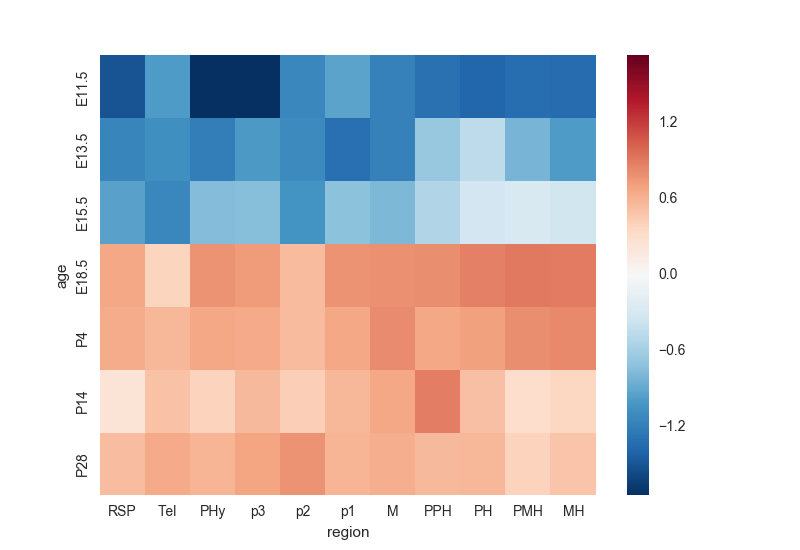 E11.5
E13.5
E15.5
E18.5
P4
P14
P28
age
RSP Tel PHy p3 p2 p1 M PPH PH PMH MH
region
1.2
0.6
0.0
−0.6
−1.2